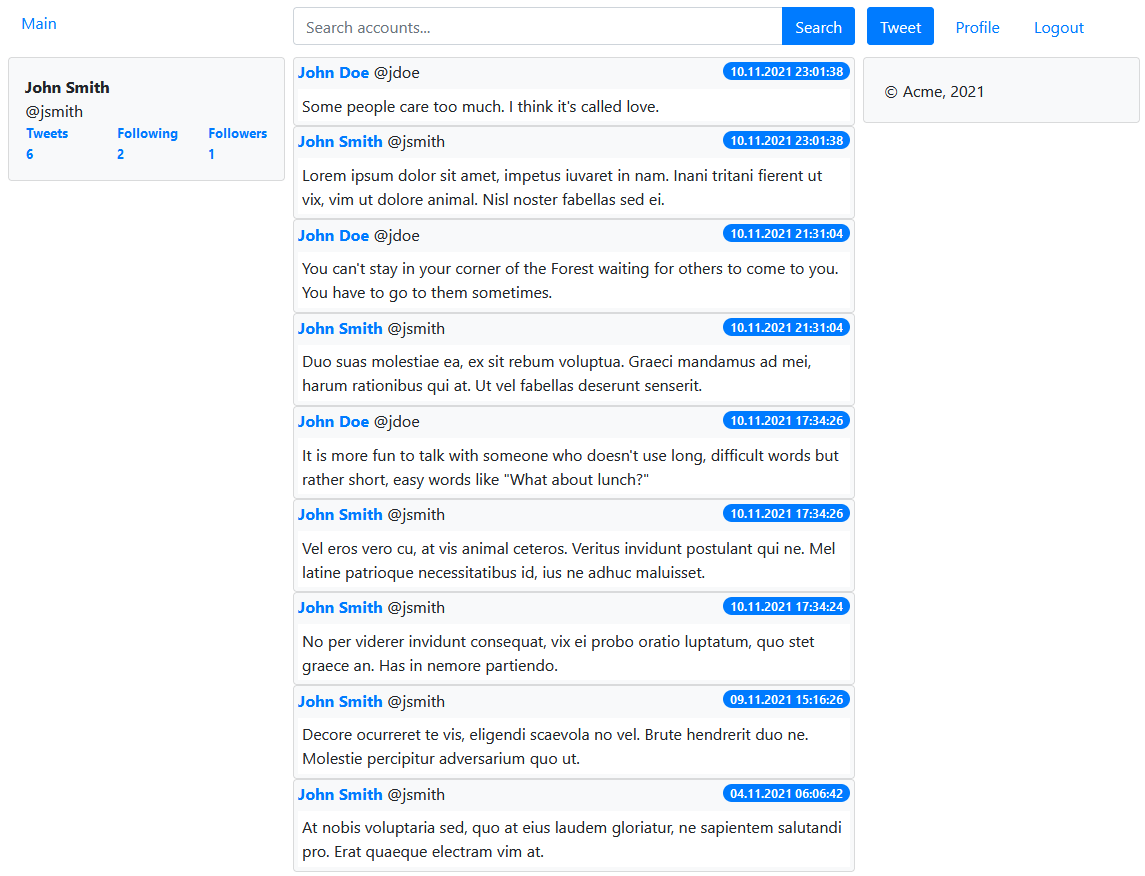 Main
Search accounts...
Search
Tweet
Profile
Logout
John Smith
@jsmith
Tweets Following Followers
6 2 1
John Doe @jdoe 10.11.2021 23:01:38
Some people care too much. I think it's called love.
John Smith @jsmith 10.11.2021 23:01:38
Lorem ipsum dolor sit amet, impetus iuvaret in nam. Inani tritani fierent ut
vix, vim ut dolore animal. Nisl noster fabellas sed ei.
John Doe @jdoe 10.11.2021 21:31:04
You can't stay in your corner of the Forest waiting for others to come to you.
You have to go to them sometimes.
John Smith @jsmith 10.11.2021 21:31:04
Duo suas molestiae ea, ex sit rebum voluptua. Graeci mandamus ad mei,
harum rationibus qui at. Ut vel fabellas deserunt senserit.
John Doe @jdoe 10.11.2021 17:34:26
It is more fun to talk with someone who doesn't use long, difficult words but
rather short, easy words like "What about lunch?"
John Smith @jsmith 10.11.2021 17:34:26
Vel eros vero cu, at vis animal ceteros. Veritus invidunt postulant qui ne. Mel
latine patrioque necessitatibus id, ius ne adhuc maluisset.
John Smith @jsmith 10.11.2021 17:34:24
No per viderer invidunt consequat, vix ei probo oratio luptatum, quo stet
graece an. Has in nemore partiendo.
John Smith @jsmith 09.11.2021 15:16:26
Decore ocurreret te vis, eligendi scaevola no vel. Brute hendrerit duo ne.
Molestie percipitur adversarium quo ut.
John Smith @jsmith 04.11.2021 06:06:42
At nobis voluptaria sed, quo at eius laudem gloriatur, ne sapientem salutandi
pro. Erat quaeque electram vim at.
© Acme, 2021